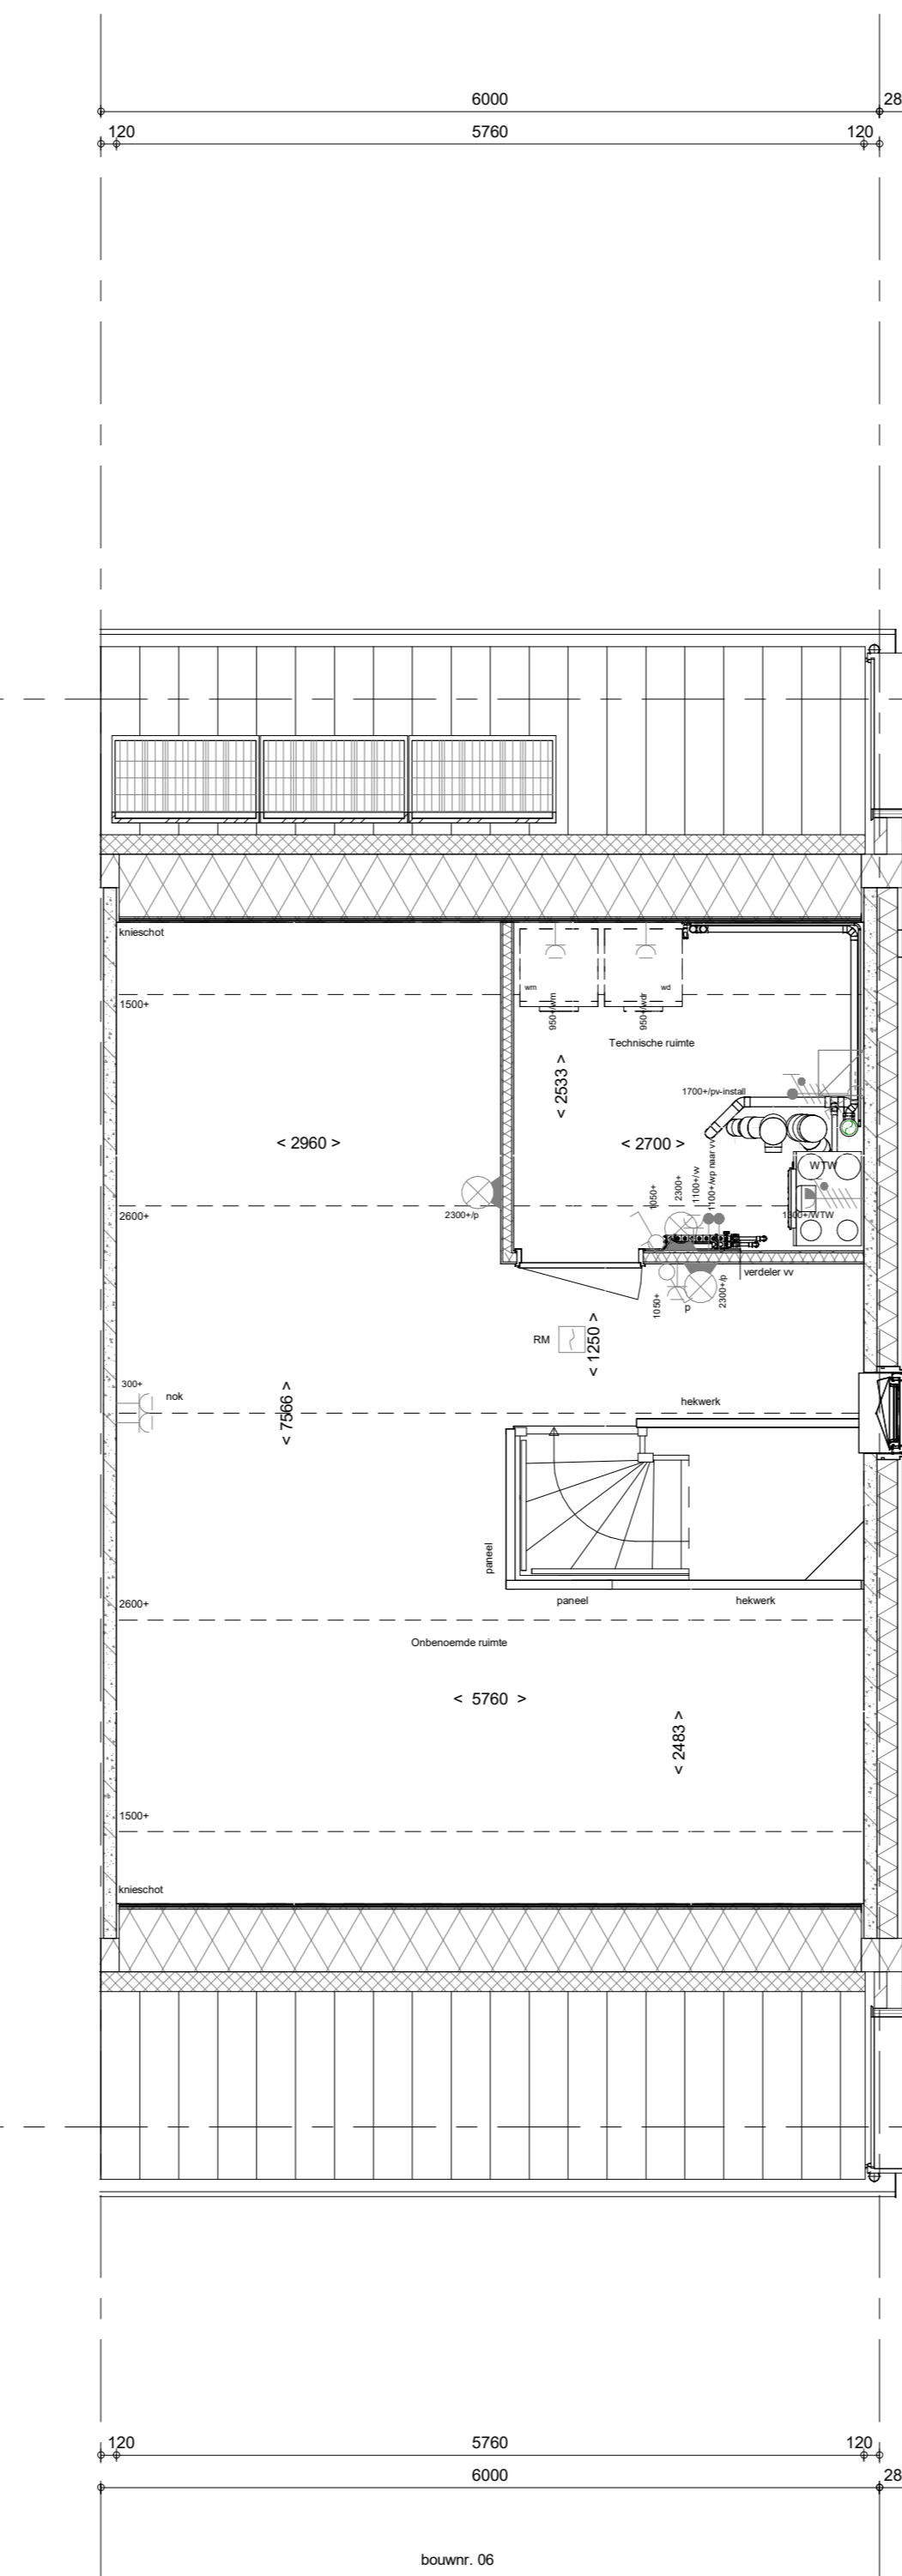 6000
28
120
5760
120
knieschot
wm
wd
950+/wm
950+/wdr
1500+
Technische ruimte
< 2533 >
1700+/pv-install
< 2960 >
< 2700 >
WTW
1100+/wp naar vv
1100+/w
2300+
1050+
2300+/p
2600+
1300+/WTW
verdeler vv
1050+
p
2300+/p
RM
< 1250 >
300+
nok
< 7566 >
hekwerk
paneel
paneel
hekwerk
2600+
Onbenoemde ruimte
< 5760 >
< 2483 >
1500+
knieschot
120
5760
120
6000
28
bouwnr. 06